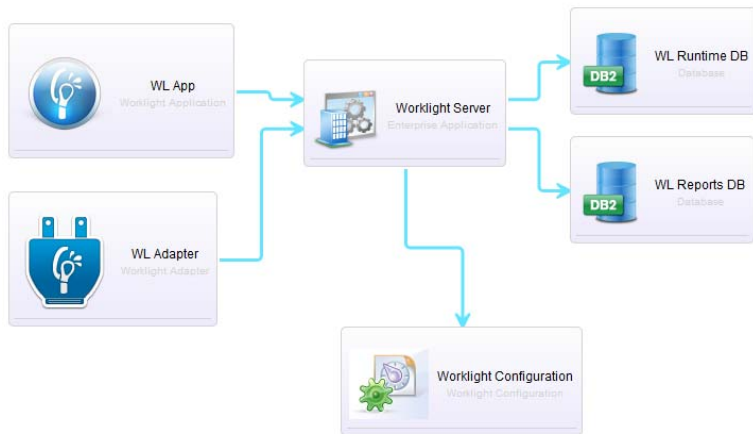 WL App
Worklight Application
WL Adapter
Worklight Adapter
Worklight Server
Enterprise Application
DB2
WL Runtime DB
Database
DB2
WL Reports DB
Database
Worklight Configuration
Worklight Configuration